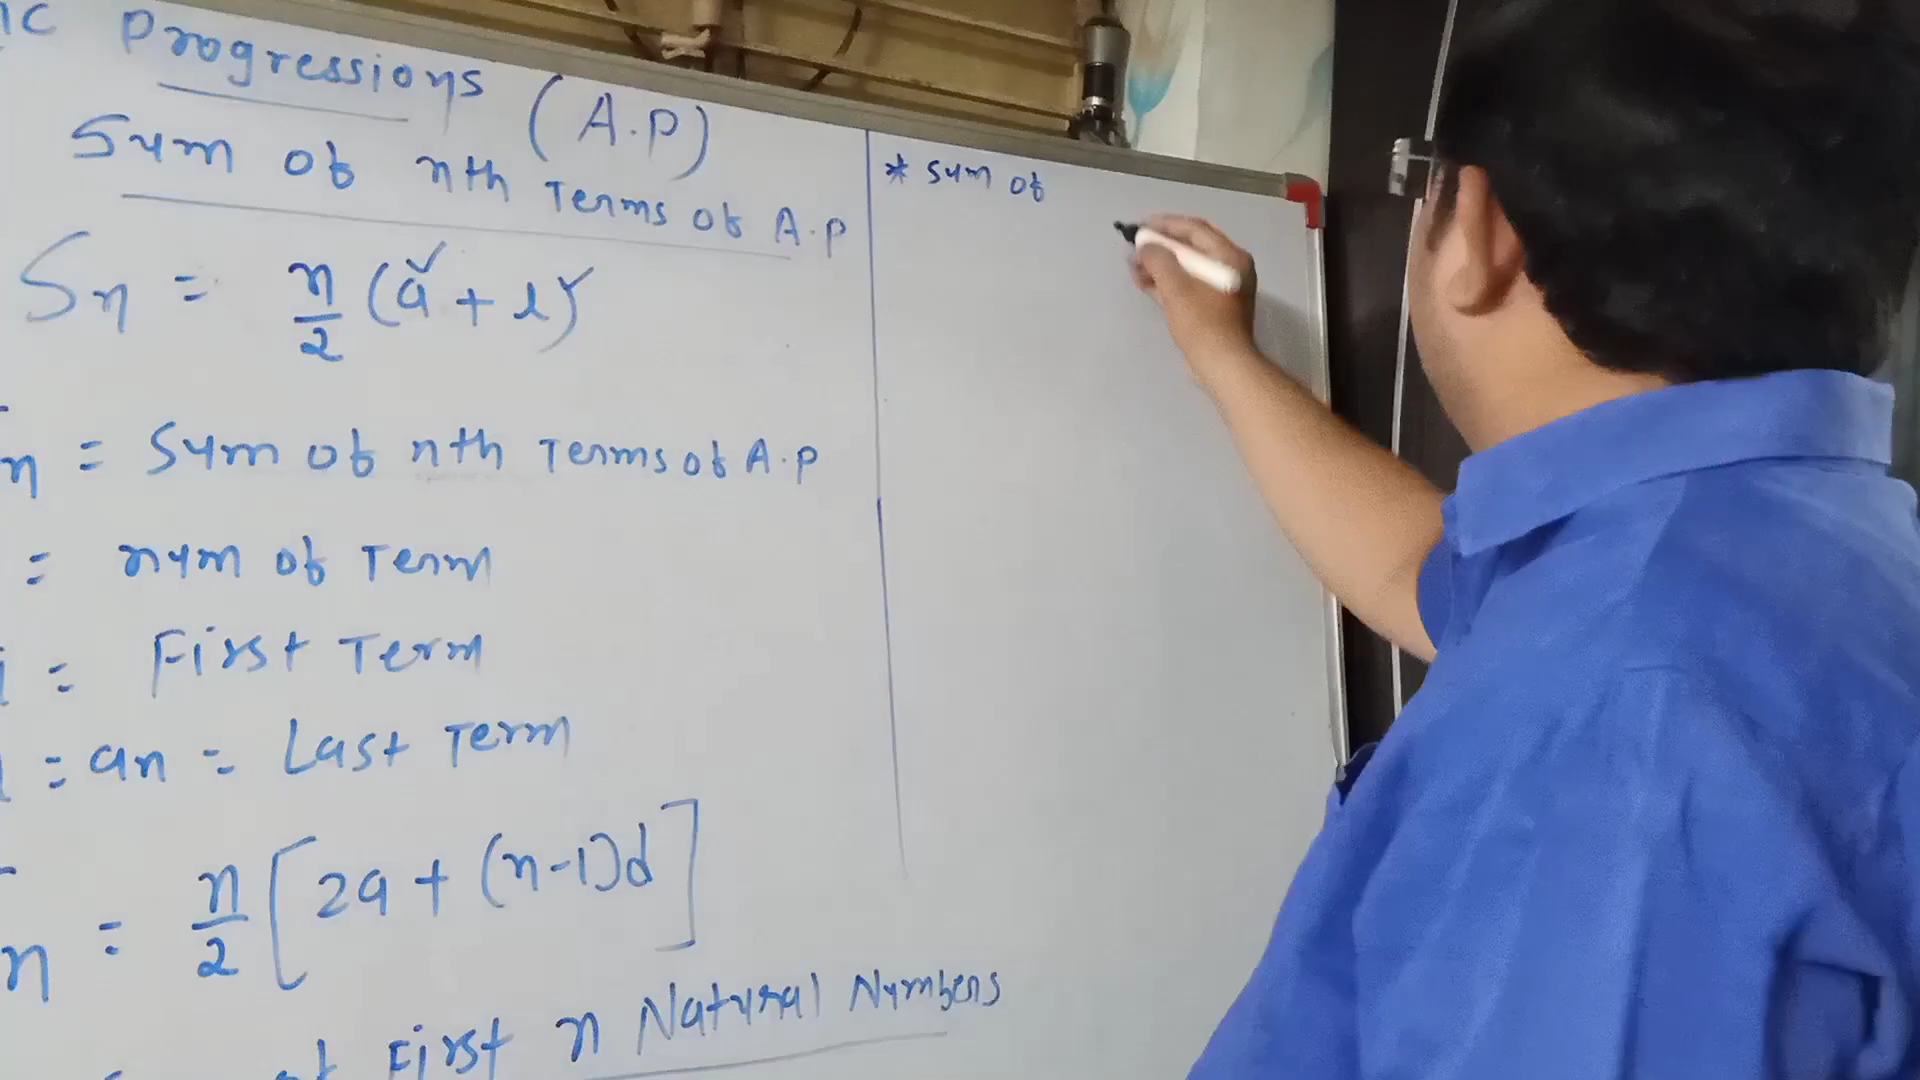 Progressions (A.P)
Sum of nth Terms of A.P
Sn = n/2 (a + l)
n = Sum of nth Terms of A.P
= num of Term
= First Term
= an = Last Term
n = n/2 [2a + (n-1)d]
First n Natural Numbers
* Sum of